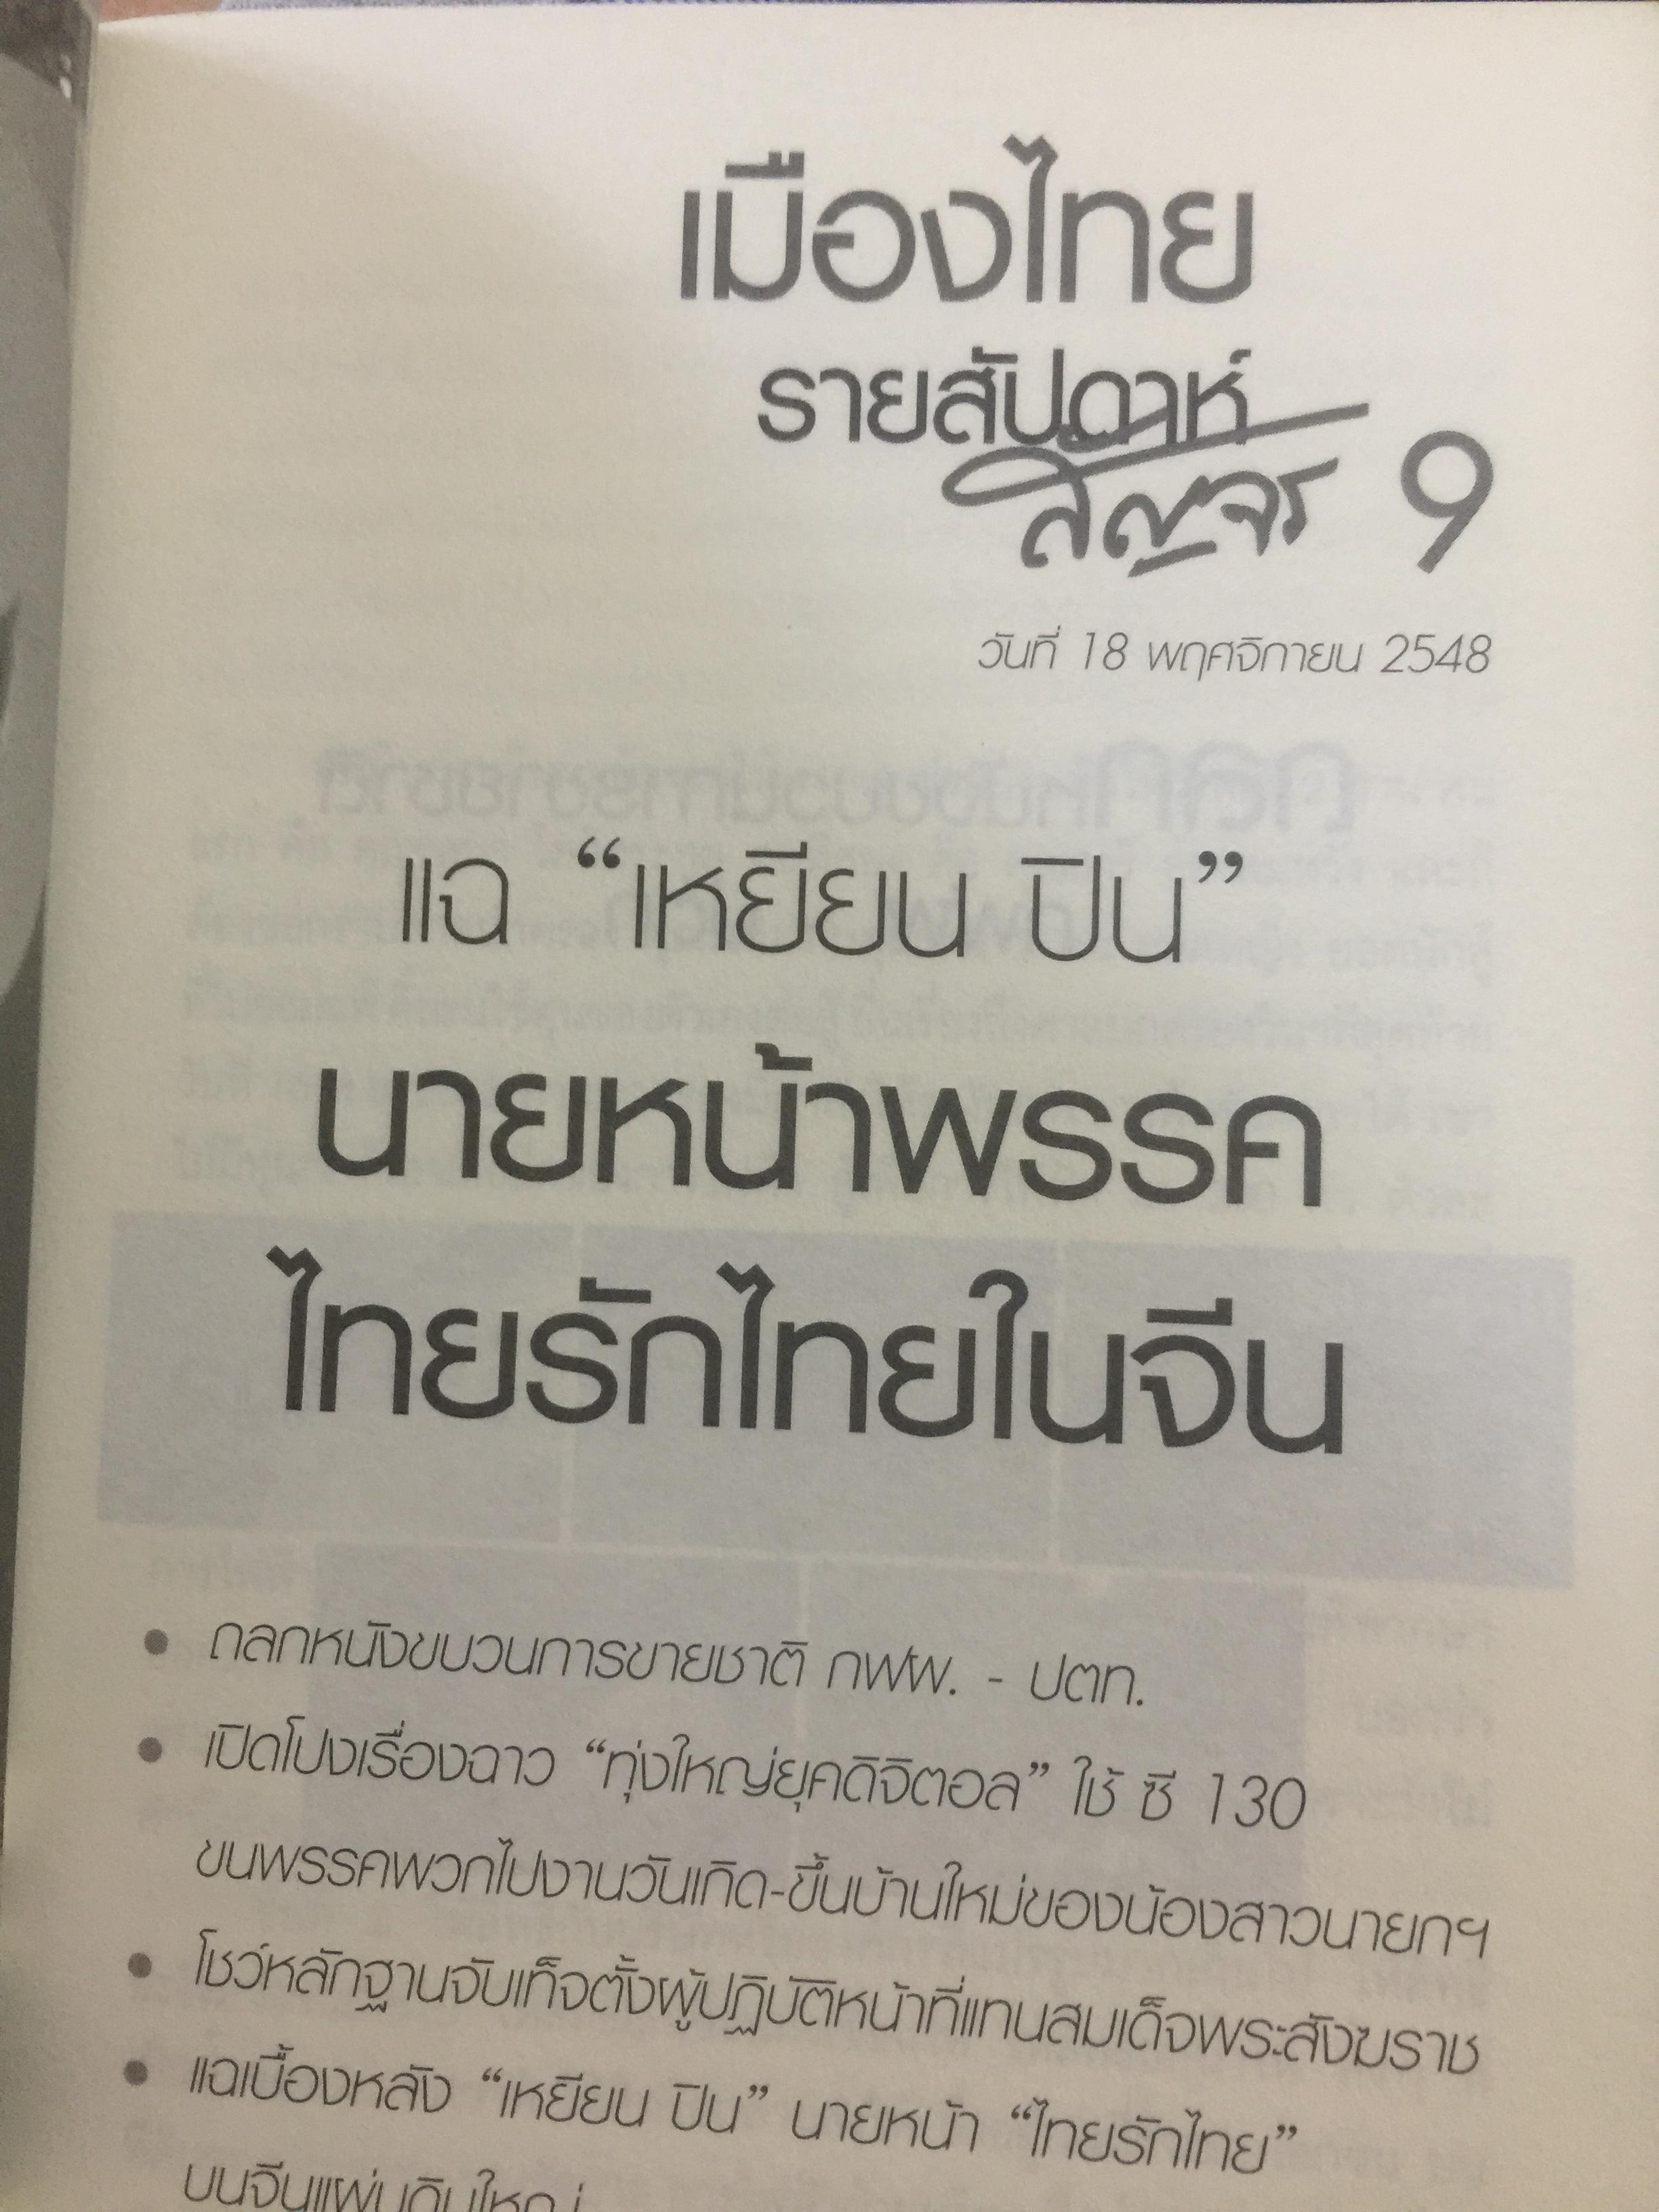 เมืองไทย
รายสัปดาห์
สัญจร 9
วันที่ 18 พฤศจิกายน 2548
แฉ “เหยียน ปิน”
นายหน้าพรรค
ไทยรักไทยในจีน
• ถลกหนังขบวนการขายชาติ กฟผ. - ปตท.
• เปิดโปงเรื่องฉาว “ทุ่งใหญ่ยุคดิจิตอล” ใช้ ซี 130
ขนพรรคพวกไปงานวันเกิด-ขึ้นบ้านใหม่ของน้องสาวนายกฯ
• โชว์หลักฐานจับเท็จตั้งผู้ปฏิบัติหน้าที่แทนสมเด็จพระสังฆราช
• แฉเบื้องหลัง “เหยียน ปิน” นายหน้า “ไทยรักไทย”
บนจีนแผ่นดินใหญ่